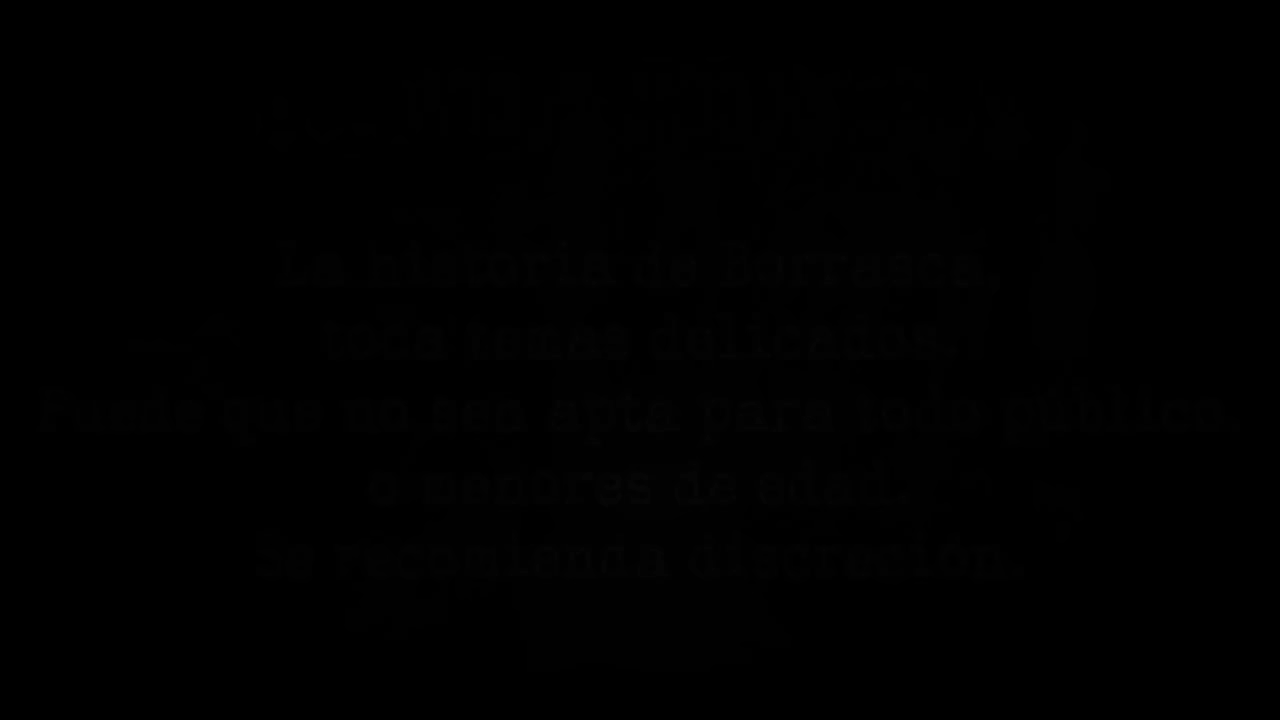 La historia de Borrasca,
toca temas delicados.
Puede que no sea apta para todo público
o menores de edad.
Se recomienda discreción.